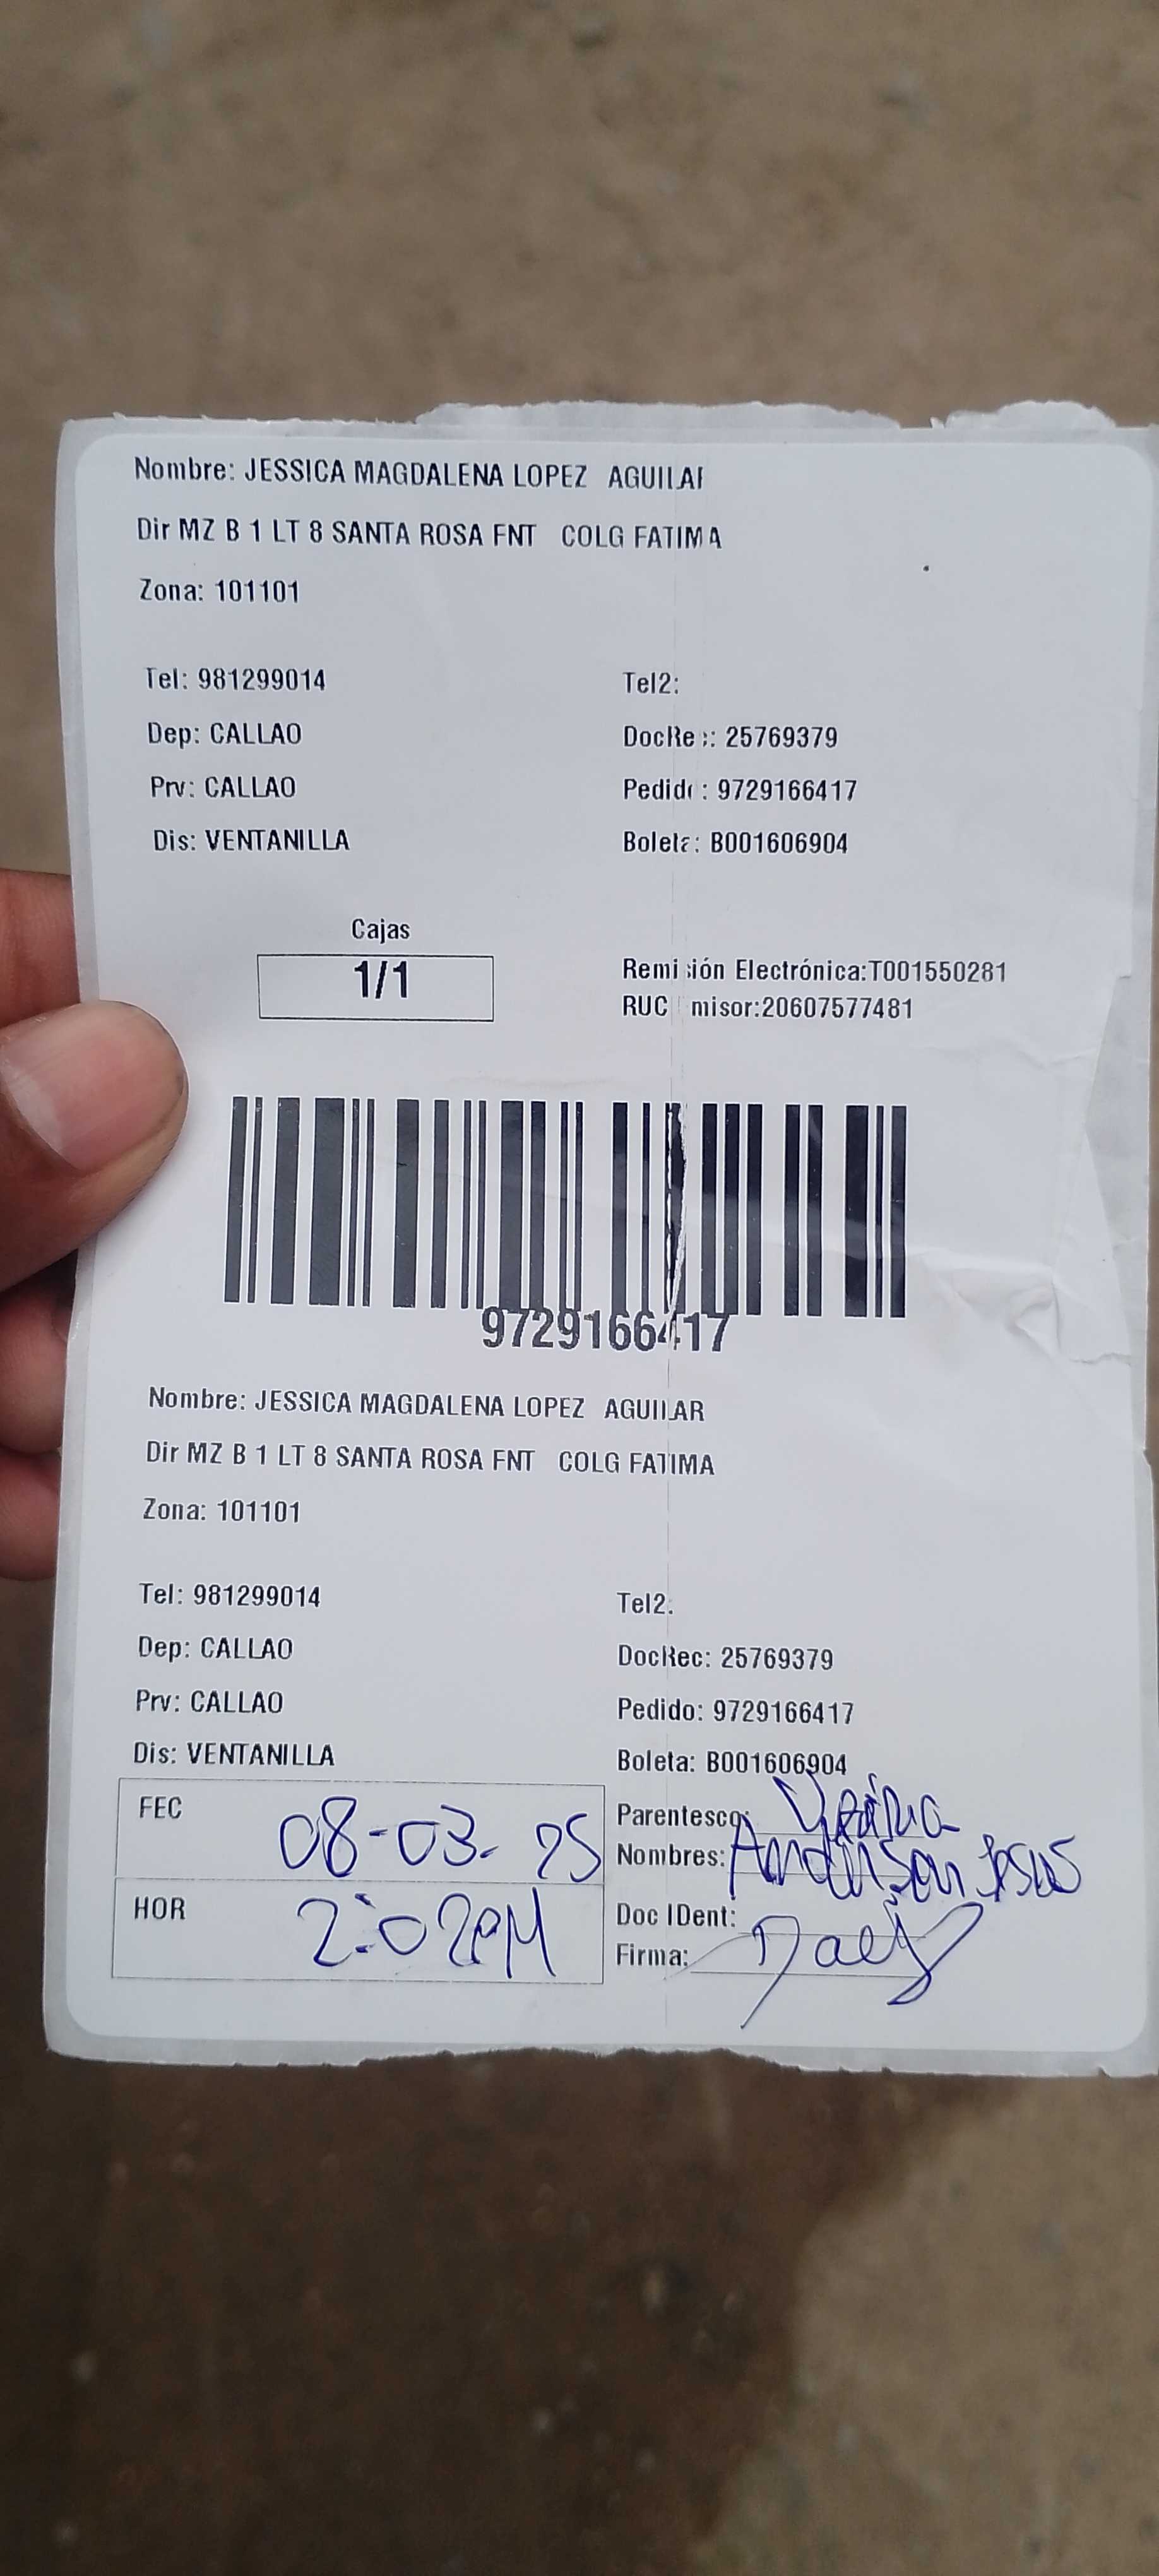 Nombre: JESSICA MAGDALENA LOPEZ AGUILAR
Dir MZ B 1 LT 8 SANTA ROSA FNT COLG FATIMA
Zona: 101101
Tel: 981299014 Tel2:
Dep: CALLAO DocRec: 25769379
Prv: CALLAO Pedido: 9729166417
Dis: VENTANILLA Boleta: B001606904
Cajas
1/1
Remisión Electrónica:T001550281
RUC Emisor:20607577481
9729166417
Nombre: JESSICA MAGDALENA LOPEZ AGUILAR
Dir MZ B 1 LT 8 SANTA ROSA FNT COLG FATIMA
Zona: 101101
Tel: 981299014 Tel2:
Dep: CALLAO DocRec: 25769379
Prv: CALLAO Pedido: 9729166417
Dis: VENTANILLA Boleta: B001606904
FEC 08-03-25 Parentesco:
Nombres: Anderson Jesus
HOR 2:02PM Doc IDent:
Firma: